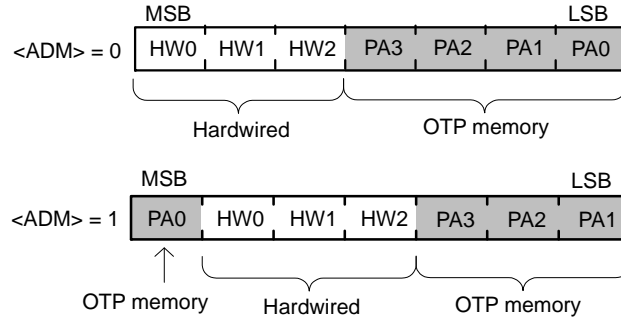 MSB LSB
<ADM> = 0 HW0 HW1 HW2 PA3 PA2 PA1 PA0
Hardwired OTP memory
MSB LSB
<ADM> = 1 PA0 HW0 HW1 HW2 PA3 PA2 PA1
OTP memory Hardwired OTP memory